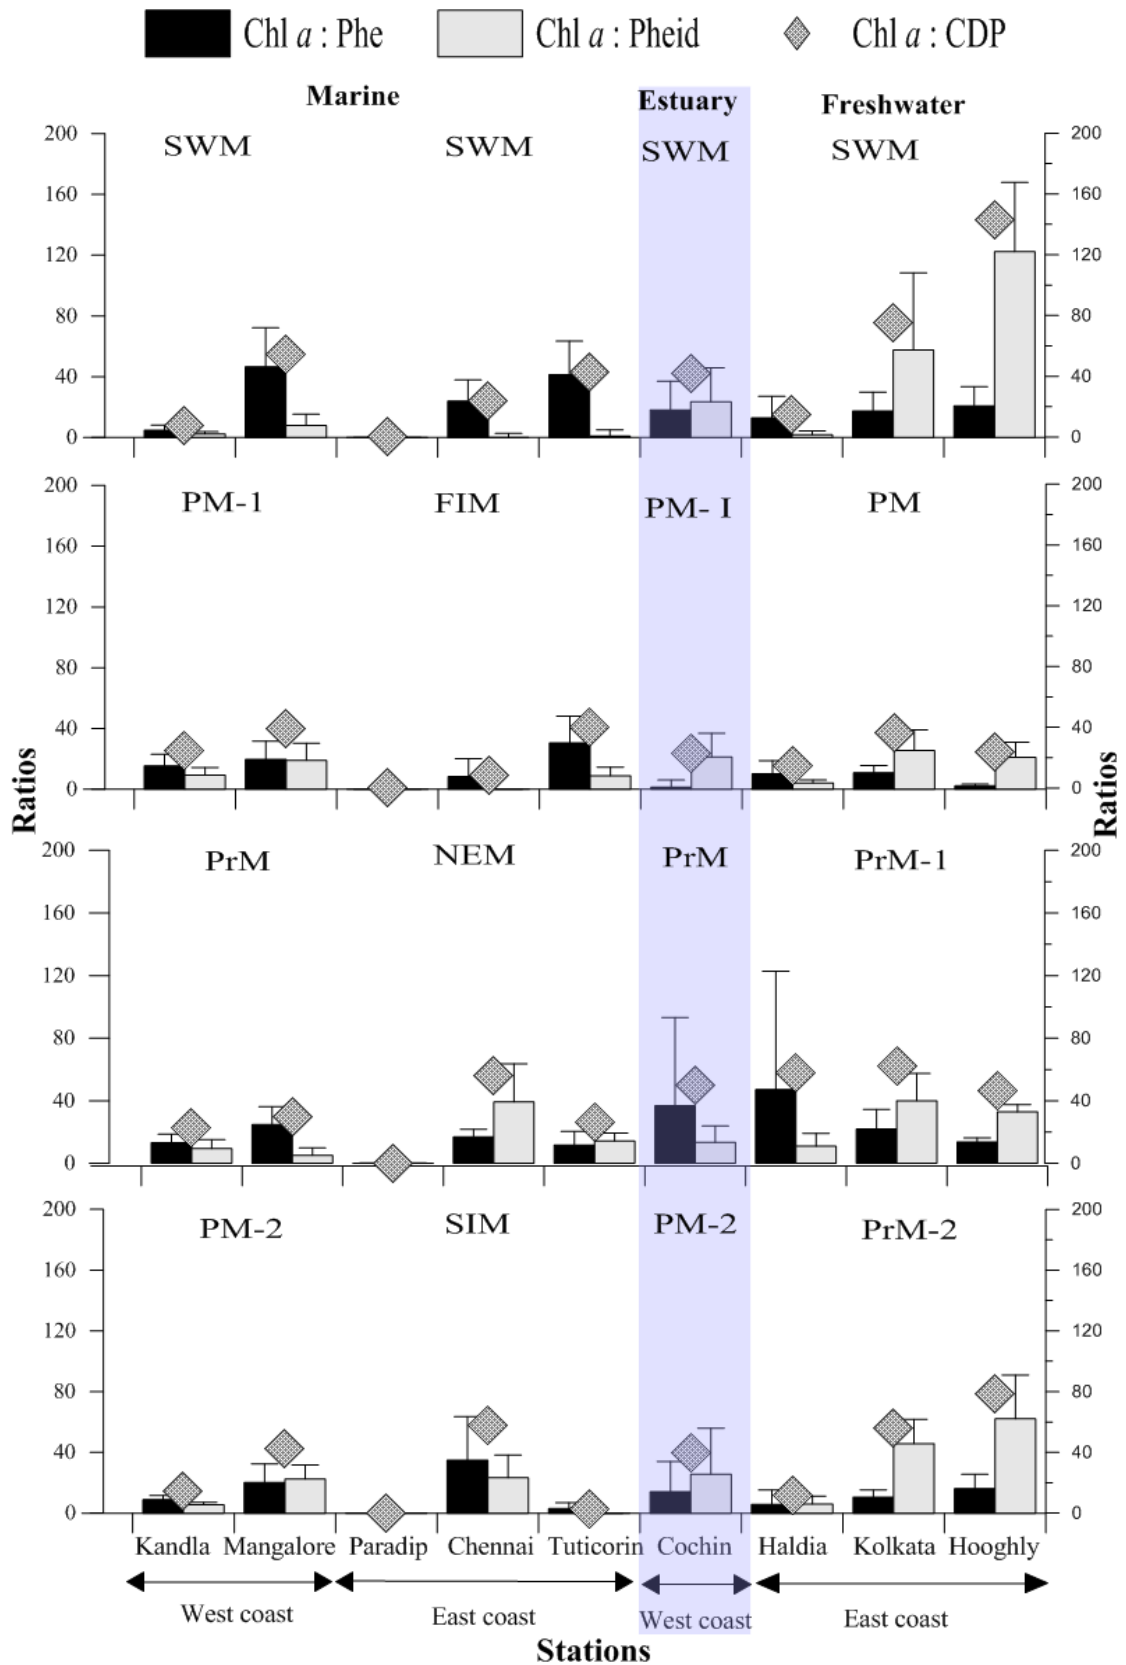 Chl a : Phe Chl a : Pheid Chl a : CDP
Marine Estuary Freshwater
SWM SWM SWM SWM
200 200
160 160
120 120
80 80
40 40
0 0
PM-1 FIM PM- I PM
200 200
160 160
120 120
80 80
40 40
0 0
Ratios Ratios
PrM NEM PrM PrM-1
200 200
160 160
120 120
80 80
40 40
0 0
PM-2 SIM PM-2 PrM-2
200 200
160 160
120 120
80 80
40 40
0 0
Kandla Mangalore Paradip Chennai Tuticorin Cochin Haldia Kolkata Hooghly
West coast East coast West coast East coast
Stations